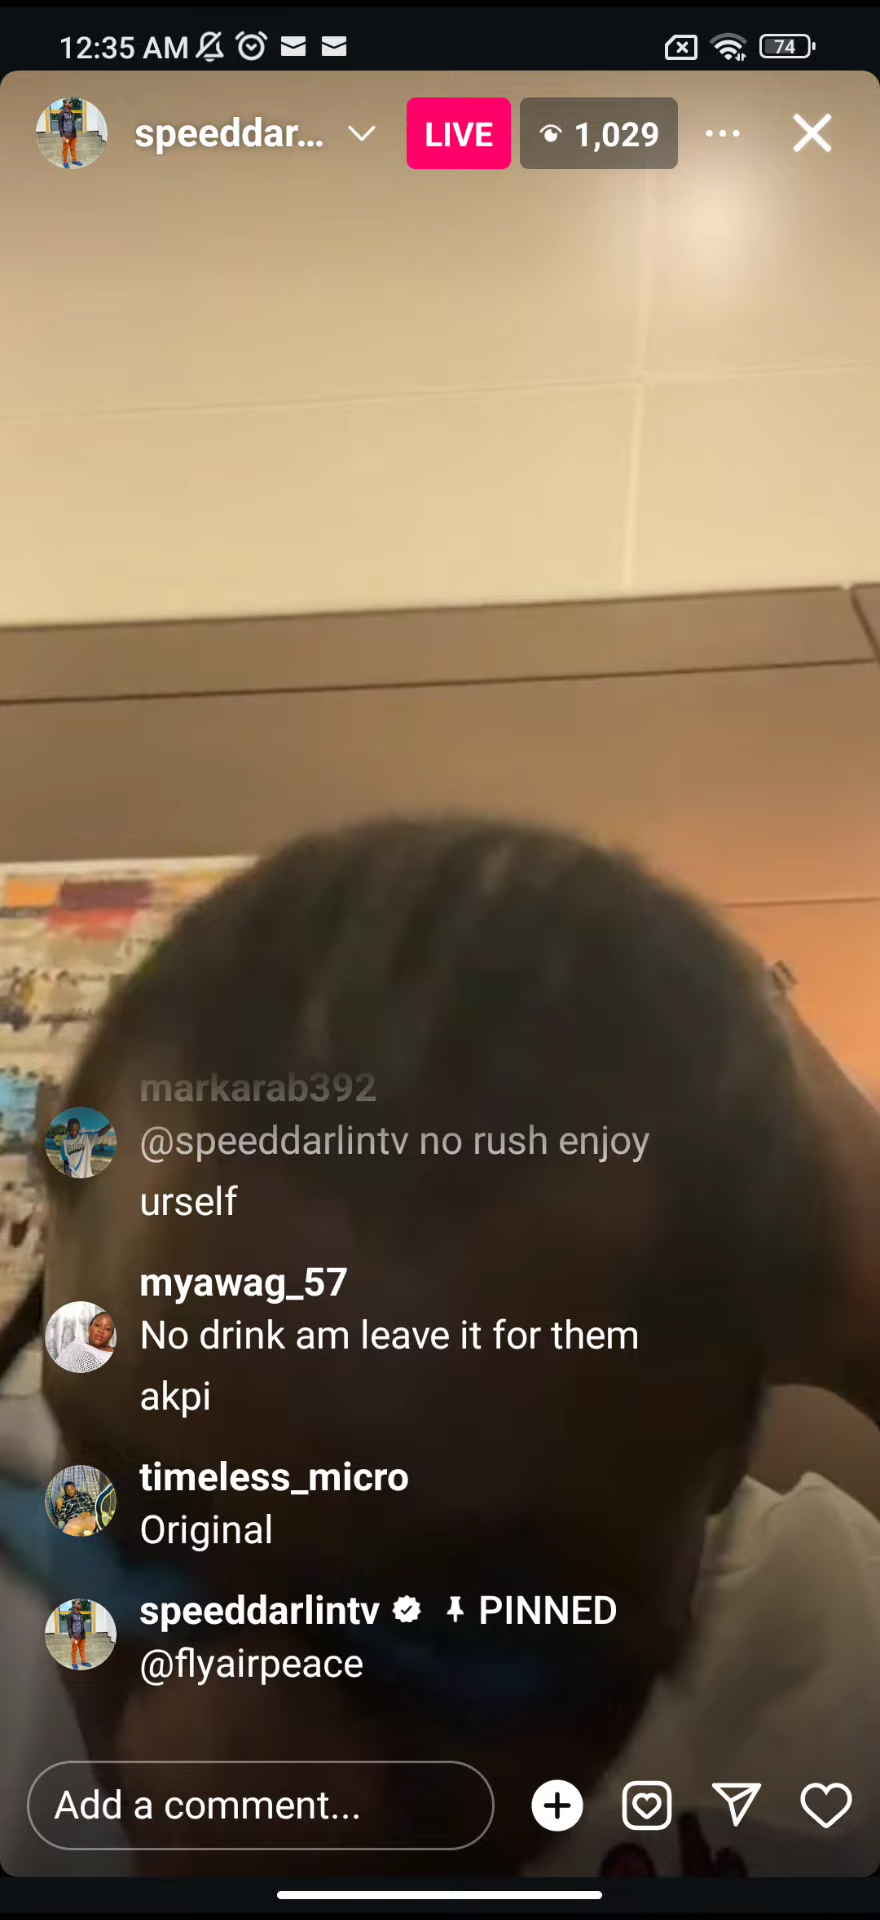 12:35 AM
74
speeddar...
LIVE
1,029
markarab392
@speeddarlintv no rush enjoy
urself
myawag_57
No drink am leave it for them
akpi
timeless_micro
Original
speeddarlintv PINNED
@flyairpeace
Add a comment...